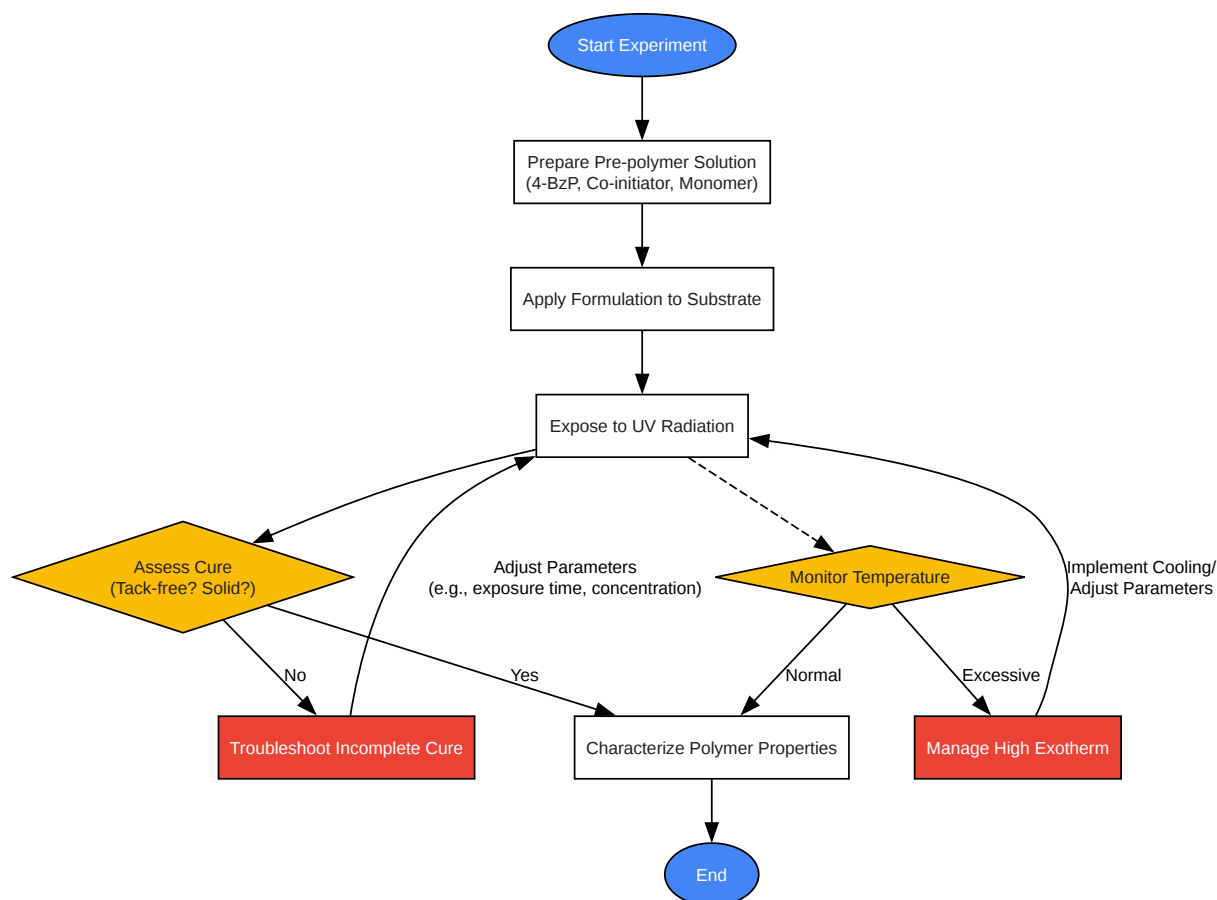 Start Experiment
Prepare Pre-polymer Solution
(4-BzP, Co-initiator, Monomer)
Apply Formulation to Substrate
Expose to UV Radiation
Assess Cure
(Tack-free? Solid?)
Adjust Parameters
(e.g., exposure time, concentration)
Monitor Temperature
Implement Cooling/
Adjust Parameters
No
Yes
Normal
Excessive
Troubleshoot Incomplete Cure
Characterize Polymer Properties
Manage High Exotherm
End